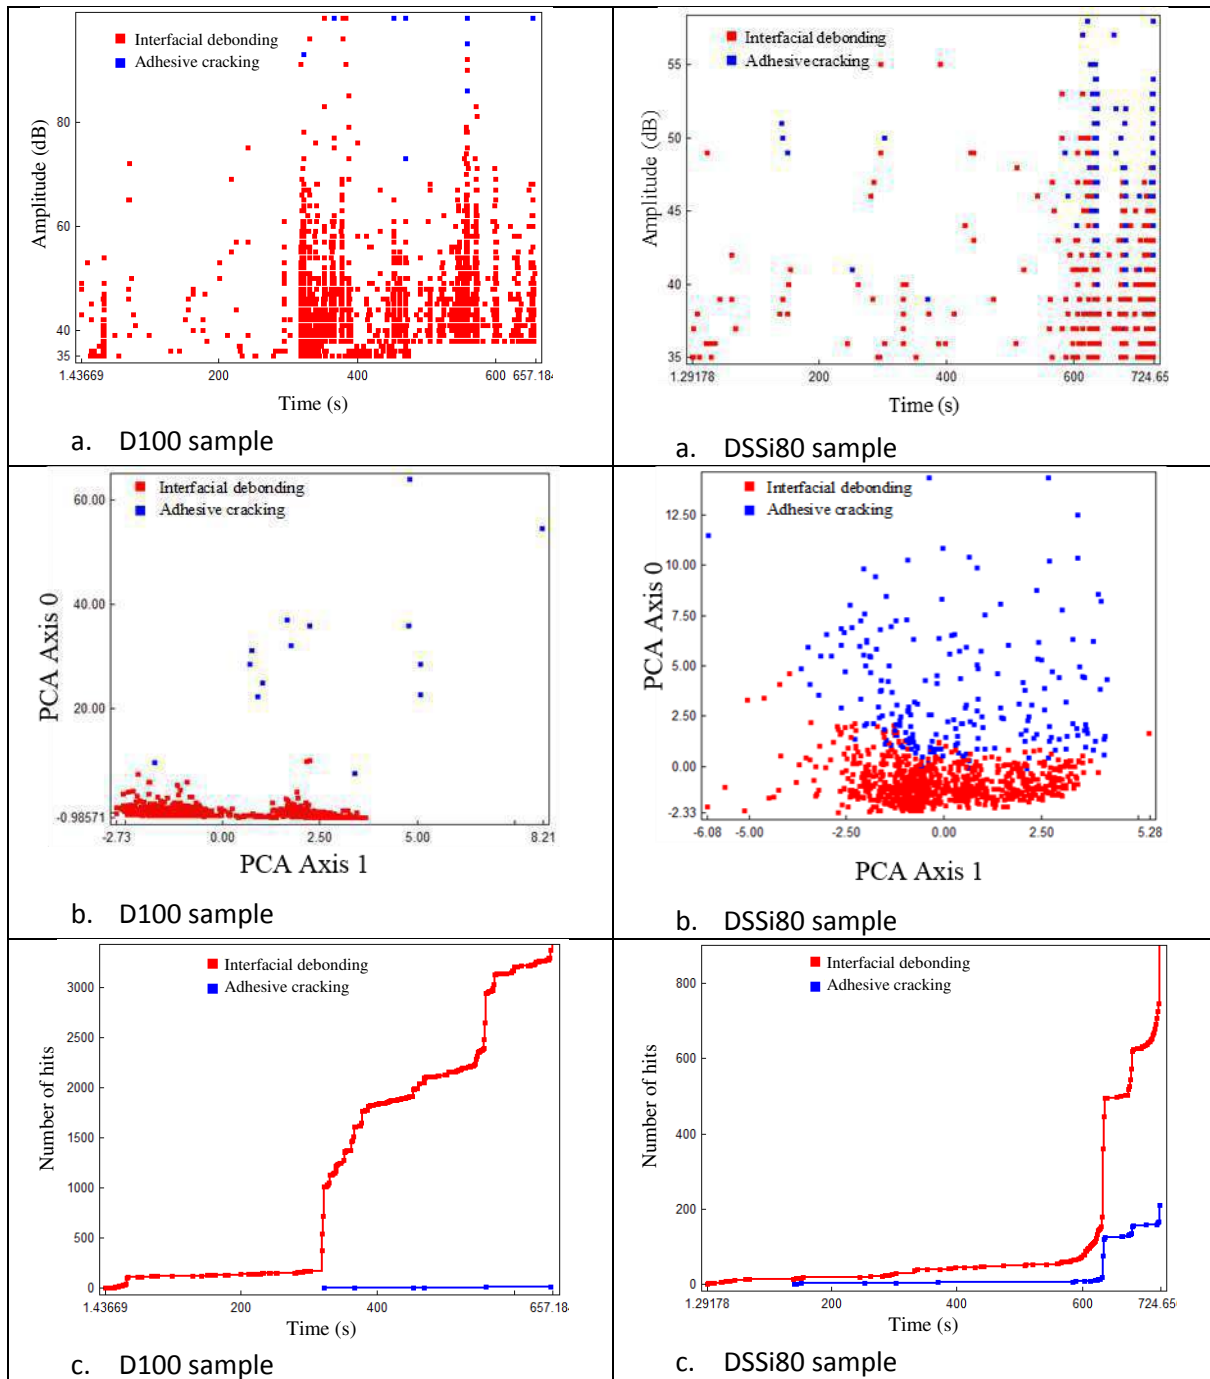 Interfacial debonding
Adhesive cracking
Amplitude (dB)
80
60
40
35
1.43669
200
400
600
657.184
Time (s)
a. D100 sample
Interfacial debonding
Adhesive cracking
Amplitude (dB)
55
50
45
40
35
1.29178
200
400
600
724.65
Time (s)
a. DSSi80 sample
Interfacial debonding
Adhesive cracking
PCA Axis 0
60.00
40.00
20.00
-0.98571
-2.73
0.00
2.50
5.00
8.21
PCA Axis 1
b. D100 sample
Interfacial debonding
Adhesive cracking
PCA Axis 0
12.50
10.00
7.50
5.00
2.50
0.00
-2.33
-6.08
-5.00
-2.50
0.00
2.50
5.28
PCA Axis 1
b. DSSi80 sample
Interfacial debonding
Adhesive cracking
Number of hits
3000
2500
2000
1500
1000
500
0
1.43669
200
400
657.18
Time (s)
c. D100 sample
Interfacial debonding
Adhesive cracking
Number of hits
800
600
400
200
0
1.29178
200
400
600
724.65
Time (s)
c. DSSi80 sample